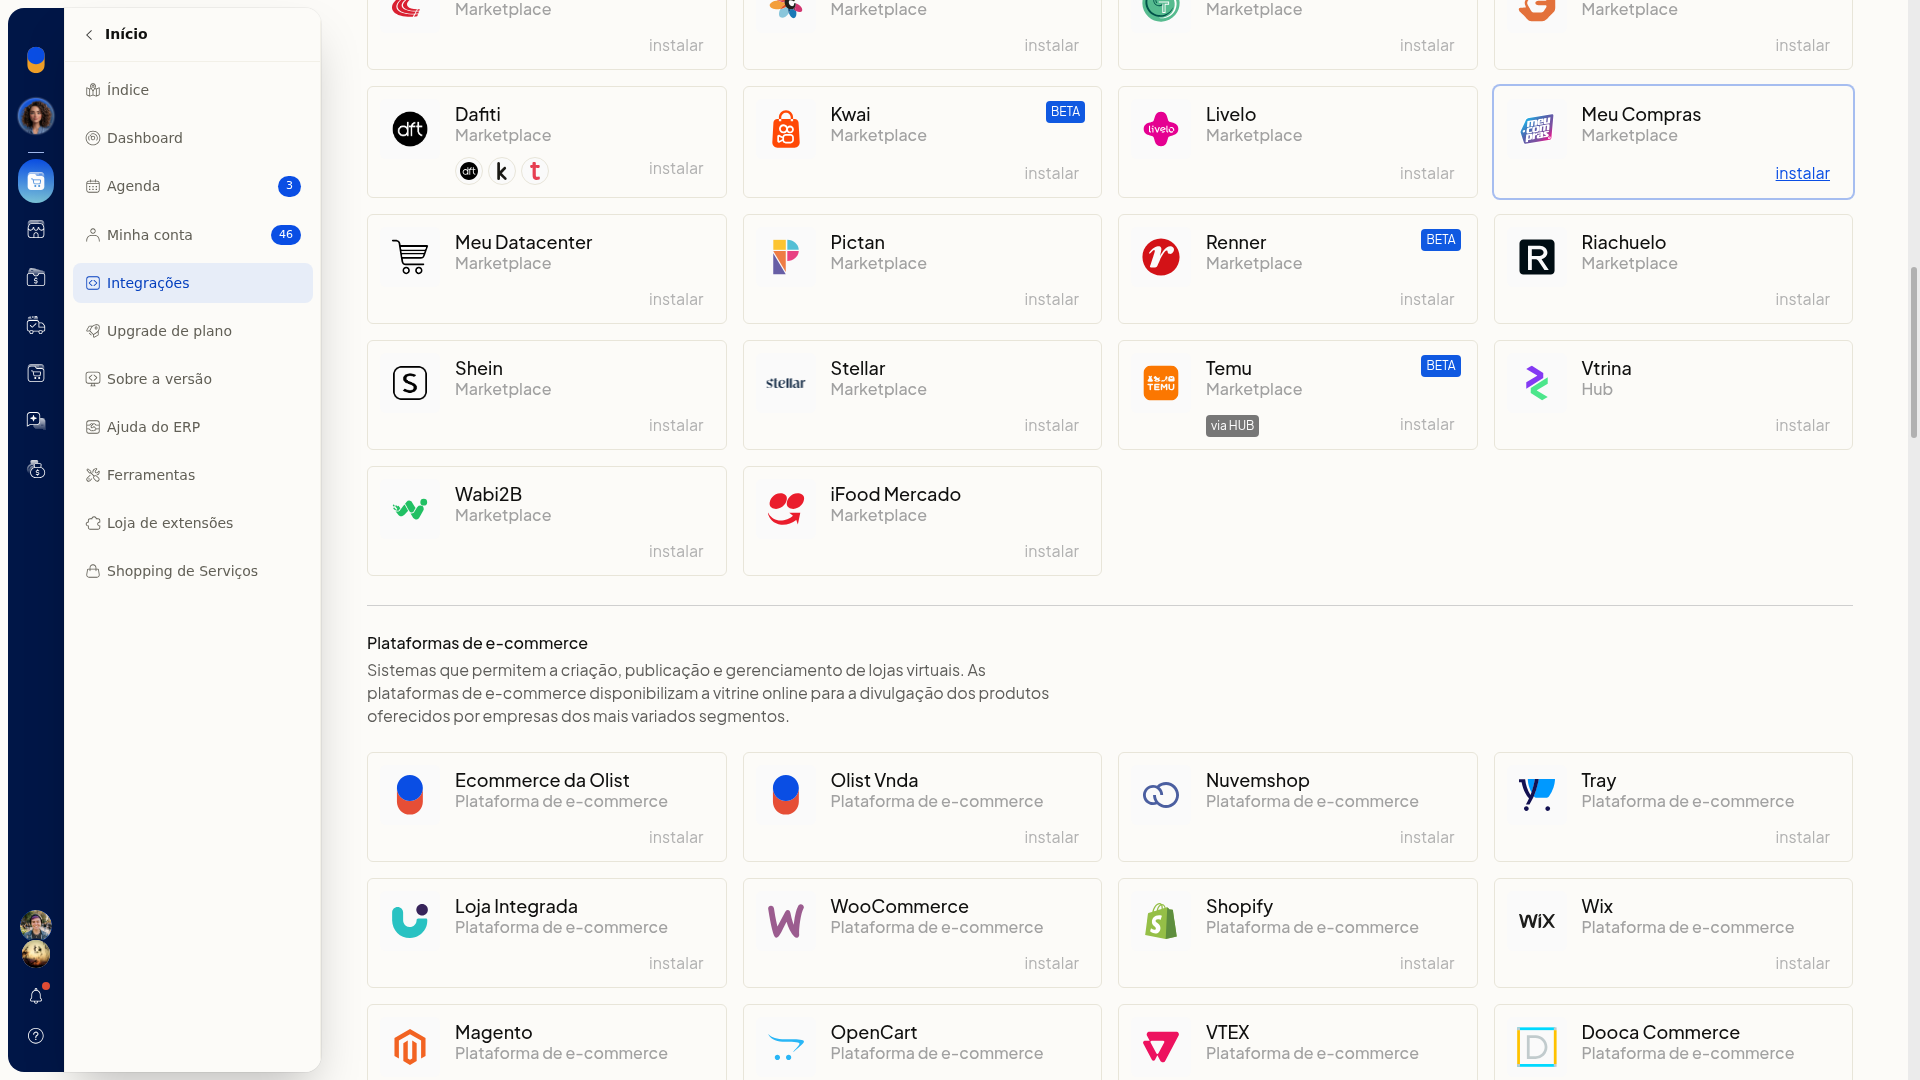 Início
Índice
Dashboard
Agenda
3
Minha conta
46
Integrações
Upgrade de plano
Sobre a versão
Ajuda do ERP
Ferramentas
Loja de extensões
Shopping de Serviços
Marketplace
instalar
Marketplace
instalar
Marketplace
instalar
Marketplace
instalar
dft
Dafiti
Marketplace
dft k t
instalar
Kwai
BETA
Marketplace
instalar
livelo
Livelo
Marketplace
instalar
meu
com
pras
Meu Compras
Marketplace
instalar
Meu Datacenter
Marketplace
instalar
Pictan
Marketplace
instalar
r
Renner
BETA
Marketplace
instalar
R
Riachuelo
Marketplace
instalar
S
Shein
Marketplace
instalar
stellar
Stellar
Marketplace
instalar
TEMU
Temu
BETA
Marketplace
via HUB
instalar
Vtrina
Hub
instalar
Wabi2B
Marketplace
instalar
iFood Mercado
Marketplace
instalar
Plataformas de e-commerce
Sistemas que permitem a criação, publicação e gerenciamento de lojas virtuais. As
plataformas de e-commerce disponibilizam a vitrine online para a divulgação dos produtos
oferecidos por empresas dos mais variados segmentos.
Ecommerce da Olist
Plataforma de e-commerce
instalar
Olist Vnda
Plataforma de e-commerce
instalar
Nuvemshop
Plataforma de e-commerce
instalar
Tray
Plataforma de e-commerce
instalar
Loja Integrada
Plataforma de e-commerce
instalar
WooCommerce
Plataforma de e-commerce
instalar
Shopify
Plataforma de e-commerce
instalar
WiX
Wix
Plataforma de e-commerce
instalar
Magento
Plataforma de e-commerce
OpenCart
Plataforma de e-commerce
VTEX
Plataforma de e-commerce
D
Dooca Commerce
Plataforma de e-commerce